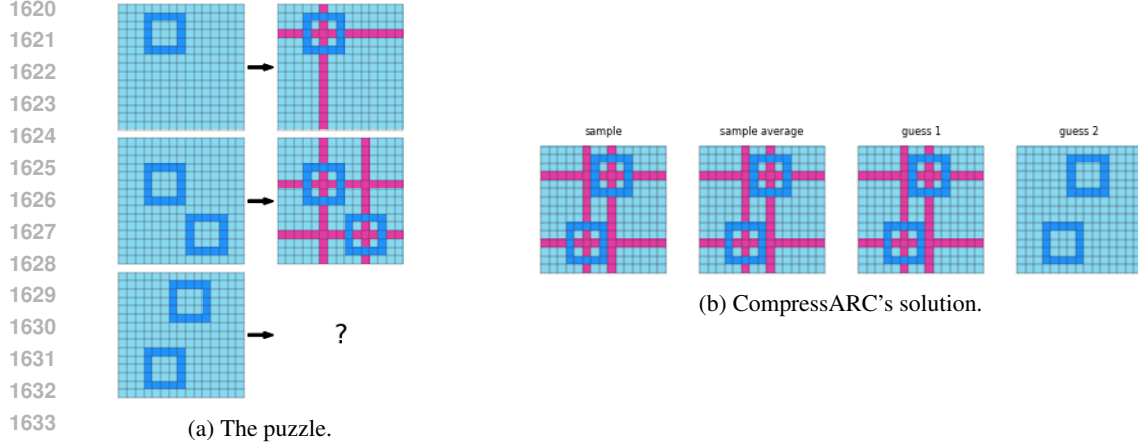 1620
1621
1622
1623
1624
1625
1626
1627
1628
1629
1630
1631
1632
1633
?
(a) The puzzle.
sample
sample average
guess 1
guess 2
(b) CompressARC's solution.